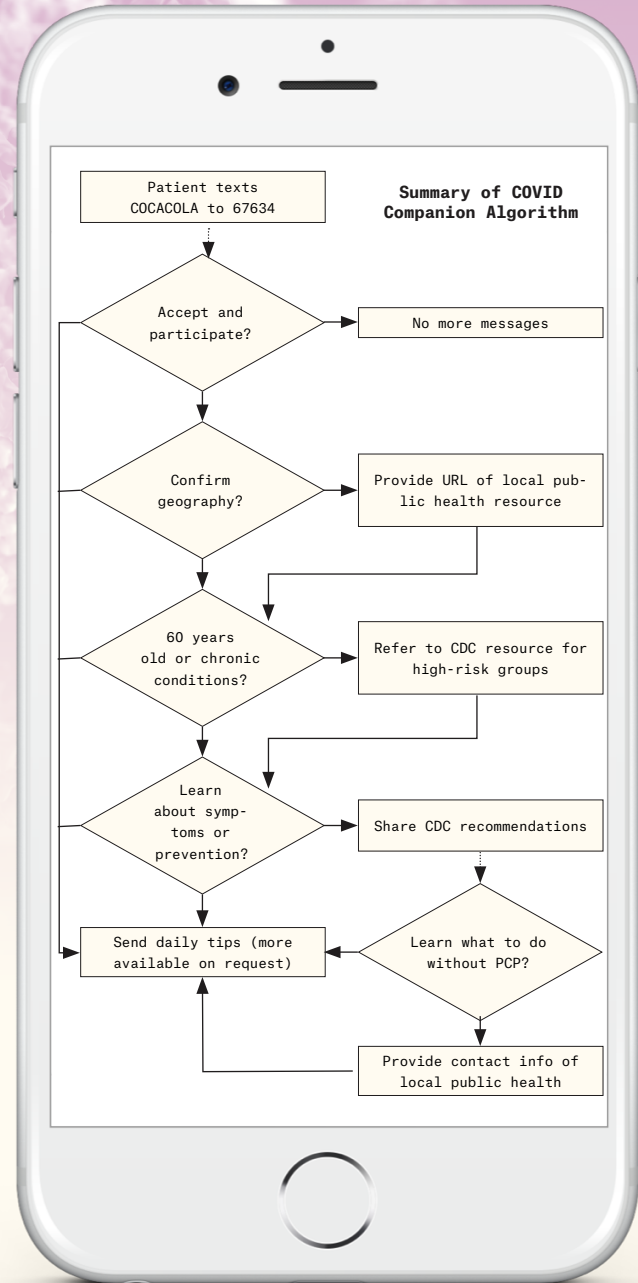 Patient texts
COCACOLA to 67634
Summary of COVID
Companion Algorithm
Accept and
participate?
No more messages
Confirm
geography?
Provide URL of local pub-
lic health resource
60 years
old or chronic
conditions?
Refer to CDC resource for
high-risk groups
Learn
about symp-
toms or
prevention?
Share CDC recommendations
Send daily tips (more
available on request)
Learn what to do
without PCP?
Provide contact info of
local public health